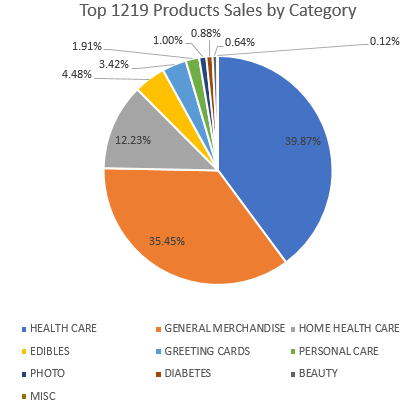 Top 1219 Products Sales by Category
0.88%
1.00%
0.64%
0.12%
1.91%
3.42%
4.48%
12.23%
39.87%
35.45%
HEALTH CARE
GENERAL MERCHANDISE
HOME HEALTH CARE
EDIBLES
GREETING CARDS
PERSONAL CARE
PHOTO
DIABETES
BEAUTY
MISC